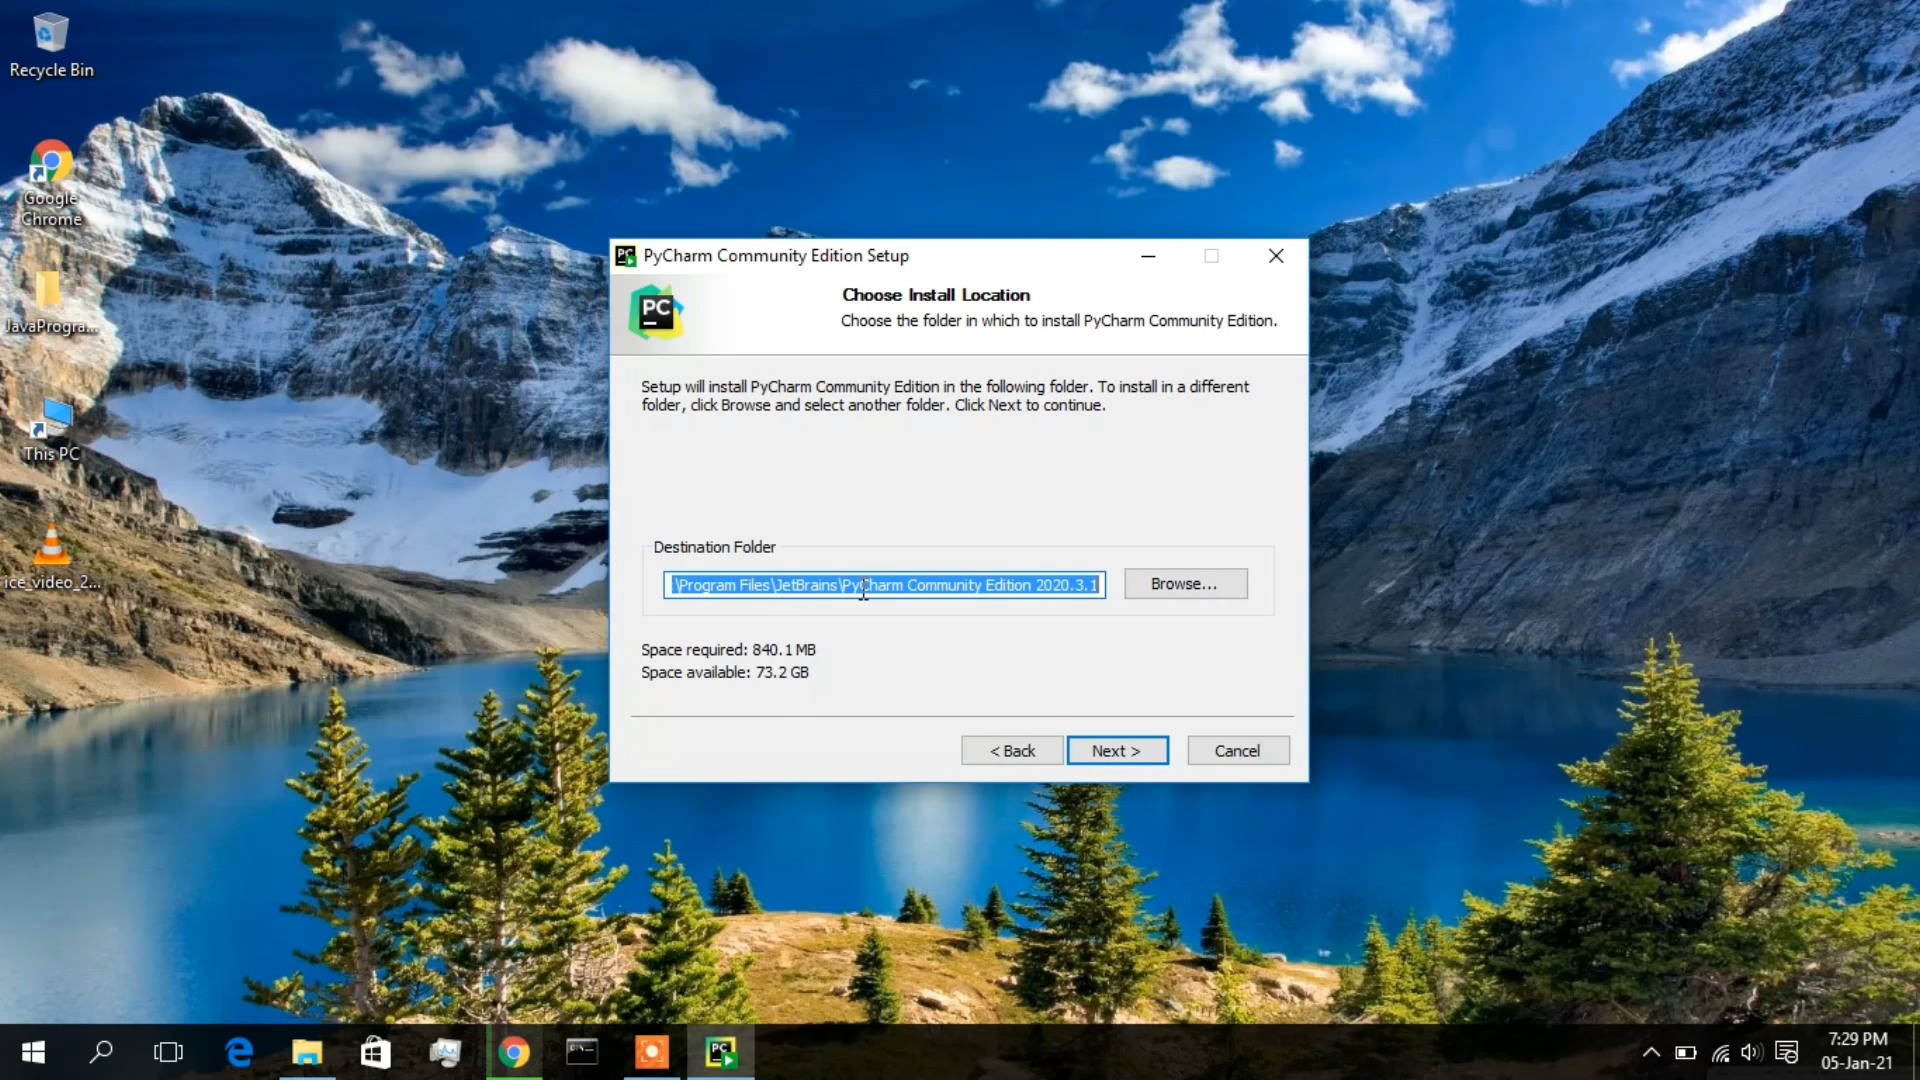 Recycle Bin
Google
Chrome
JavaProgra...
This PC
ice_video_2...
PC
PyCharm Community Edition Setup
PC
Choose Install Location
Choose the folder in which to install PyCharm Community Edition.
Setup will install PyCharm Community Edition in the following folder. To install in a different
folder, click Browse and select another folder. Click Next to continue.
Destination Folder
\Program Files\JetBrains\PyCharm Community Edition 2020.3.1
Browse...
Space required: 840.1 MB
Space available: 73.2 GB
< Back
Next >
Cancel
PC
7:29 PM
05-Jan-21